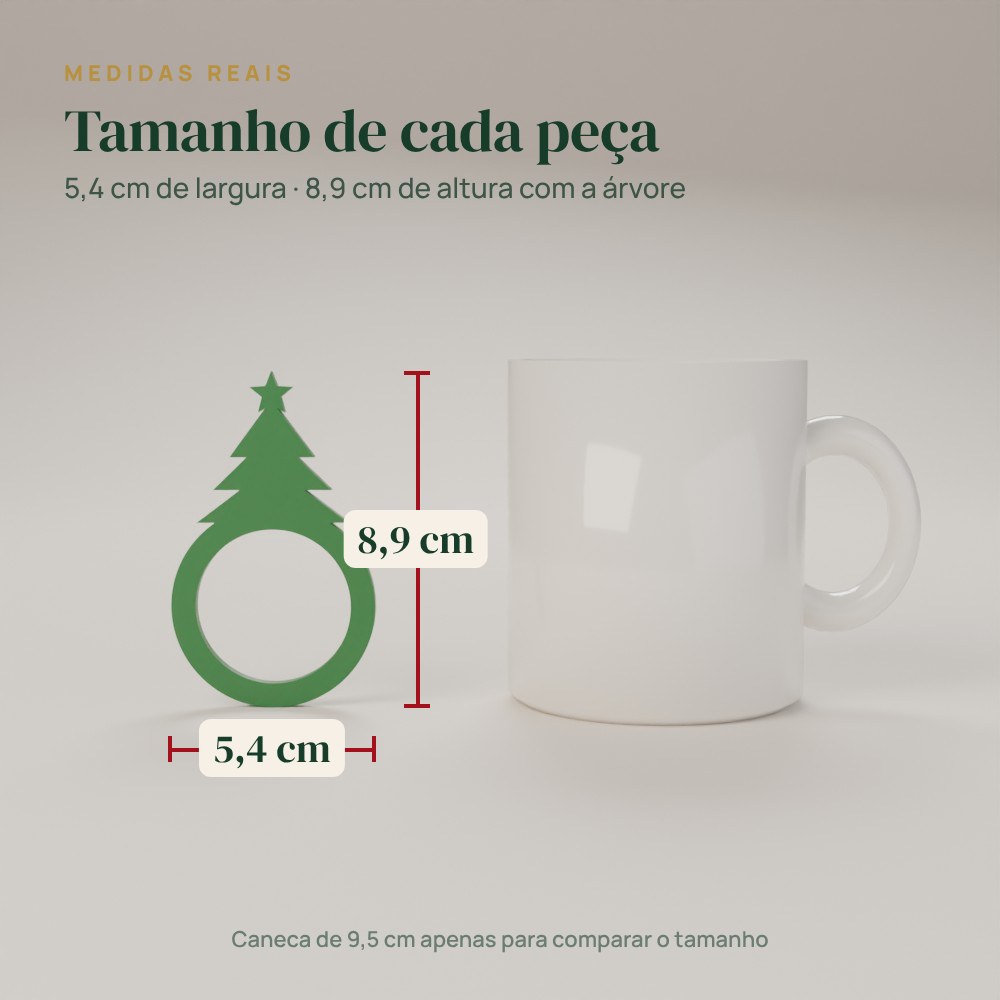 MEDIDAS REAIS
Tamanho de cada peça
5,4 cm de largura · 8,9 cm de altura com a árvore
8,9 cm
5,4 cm
Caneca de 9,5 cm apenas para comparar o tamanho